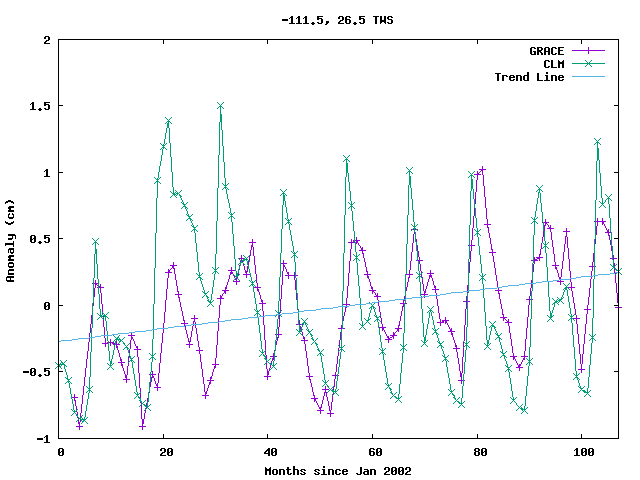 -111.5, 26.5 TWS
GRACE
CLM
Trend Line
2
1.5
1
0.5
0
-0.5
-1
Anomaly (cm)
0 20 40 60 80 100
Months since Jan 2002